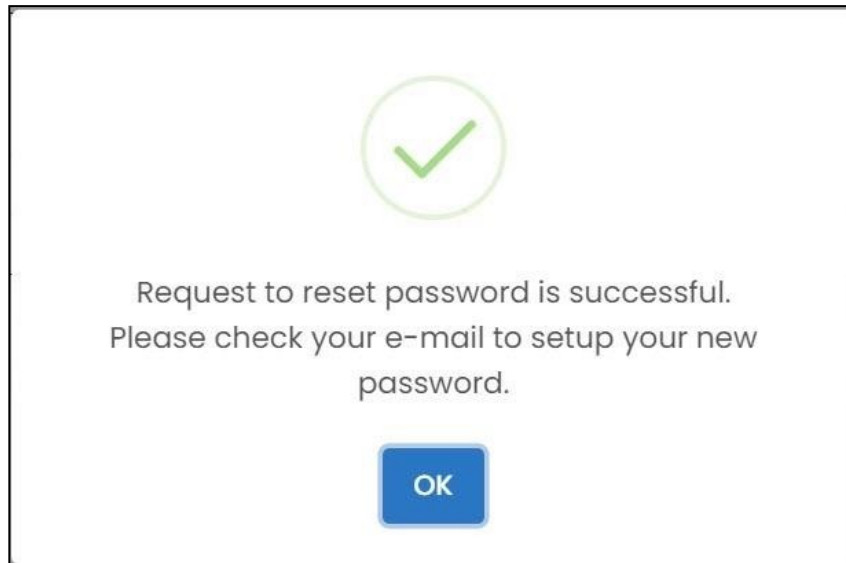 Request to reset password is successful.
Please check your e-mail to setup your new
password.
OK